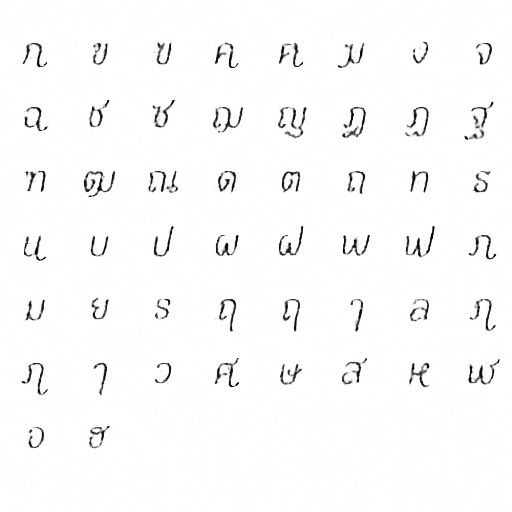 ก ข ฃ ค ฅ ฆ ง จ
ฉ ช ซ ฌ ญ ฎ ฏ ฐ
ฑ ฒ ณ ด ต ถ ท ธ
น บ ป ผ ฝ พ ฟ ภ
ม ย ร ฤ ฤ ๅ ล ฦ
ฦ ๅ ว ศ ษ ส ห ฬ
อ ฮ